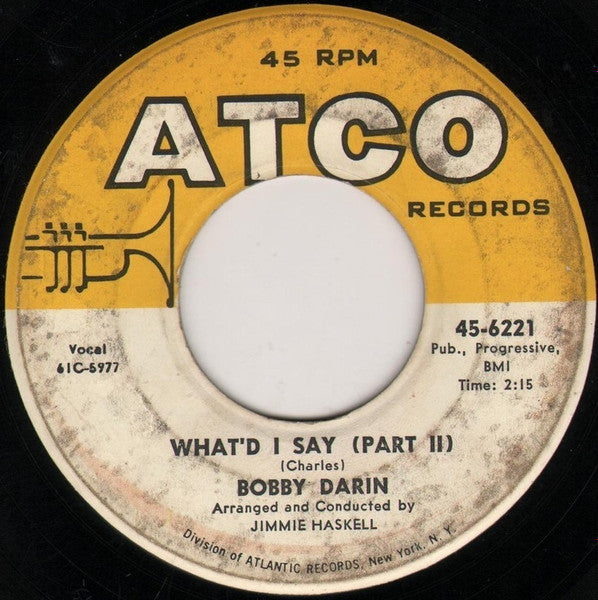 45 RPM
ATCO
RECORDS
45-6221
Pub., Progressive,
BMI
Time: 2:15
Vocal
61C-5977
WHAT'D I SAY (PART II)
(Charles)
BOBBY DARIN
Arranged and Conducted by
JIMMIE HASKELL
Division of ATLANTIC RECORDS, New York, N. Y.